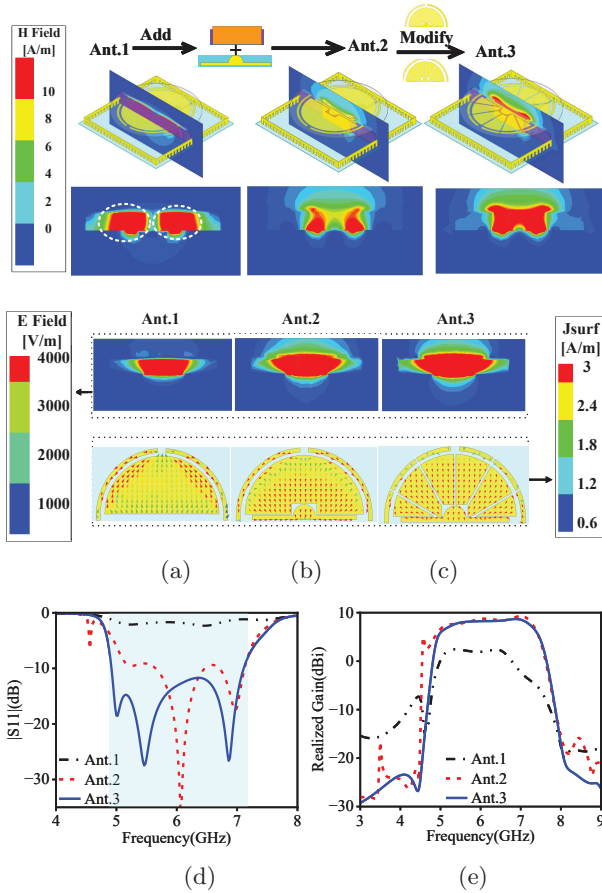 H Field
[A/m]
10
8
6
4
2
0
Ant.1
Add
+
Ant.2
Modify
Ant.3
E Field
[V/m]
4000
3000
2000
1000
Ant.1
Ant.2
Ant.3
Jsurf
[A/m]
3
2.4
1.8
1.2
0.6
(a)
(b)
(c)
|S11|(dB)
0
-10
-20
-30
Ant.1
Ant.2
Ant.3
4
5
6
7
8
Frequency(GHz)
(d)
Realized Gain(dBi)
10
0
-10
-20
-30
Ant.1
Ant.2
Ant.3
3
4
5
6
7
8
9
Frequency(GHz)
(e)